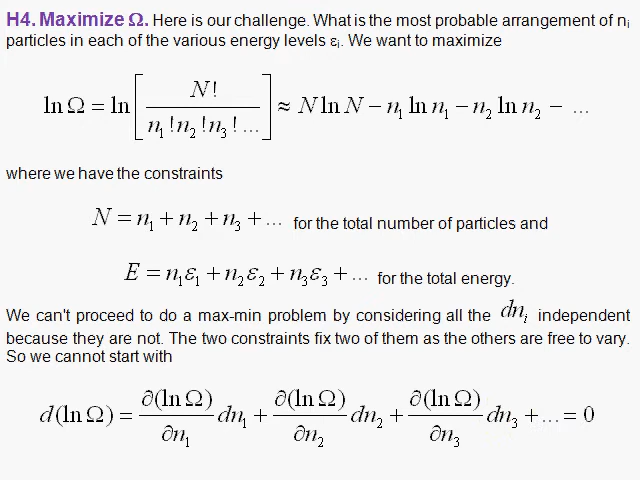 H4. Maximize Ω. Here is our challenge. What is the most probable arrangement of nᵢ
particles in each of the various energy levels εᵢ. We want to maximize
ln Ω = ln[ N! / n₁!n₂!n₃!... ] ≈ N ln N − n₁ ln n₁ − n₂ ln n₂ − ...
where we have the constraints
N = n₁ + n₂ + n₃ + ... for the total number of particles and
E = n₁ε₁ + n₂ε₂ + n₃ε₃ + ... for the total energy.
We can't proceed to do a max-min problem by considering all the dnᵢ independent
because they are not. The two constraints fix two of them as the others are free to vary.
So we cannot start with
d(ln Ω) = ∂(ln Ω)/∂n₁ dn₁ + ∂(ln Ω)/∂n₂ dn₂ + ∂(ln Ω)/∂n₃ dn₃ + ... = 0